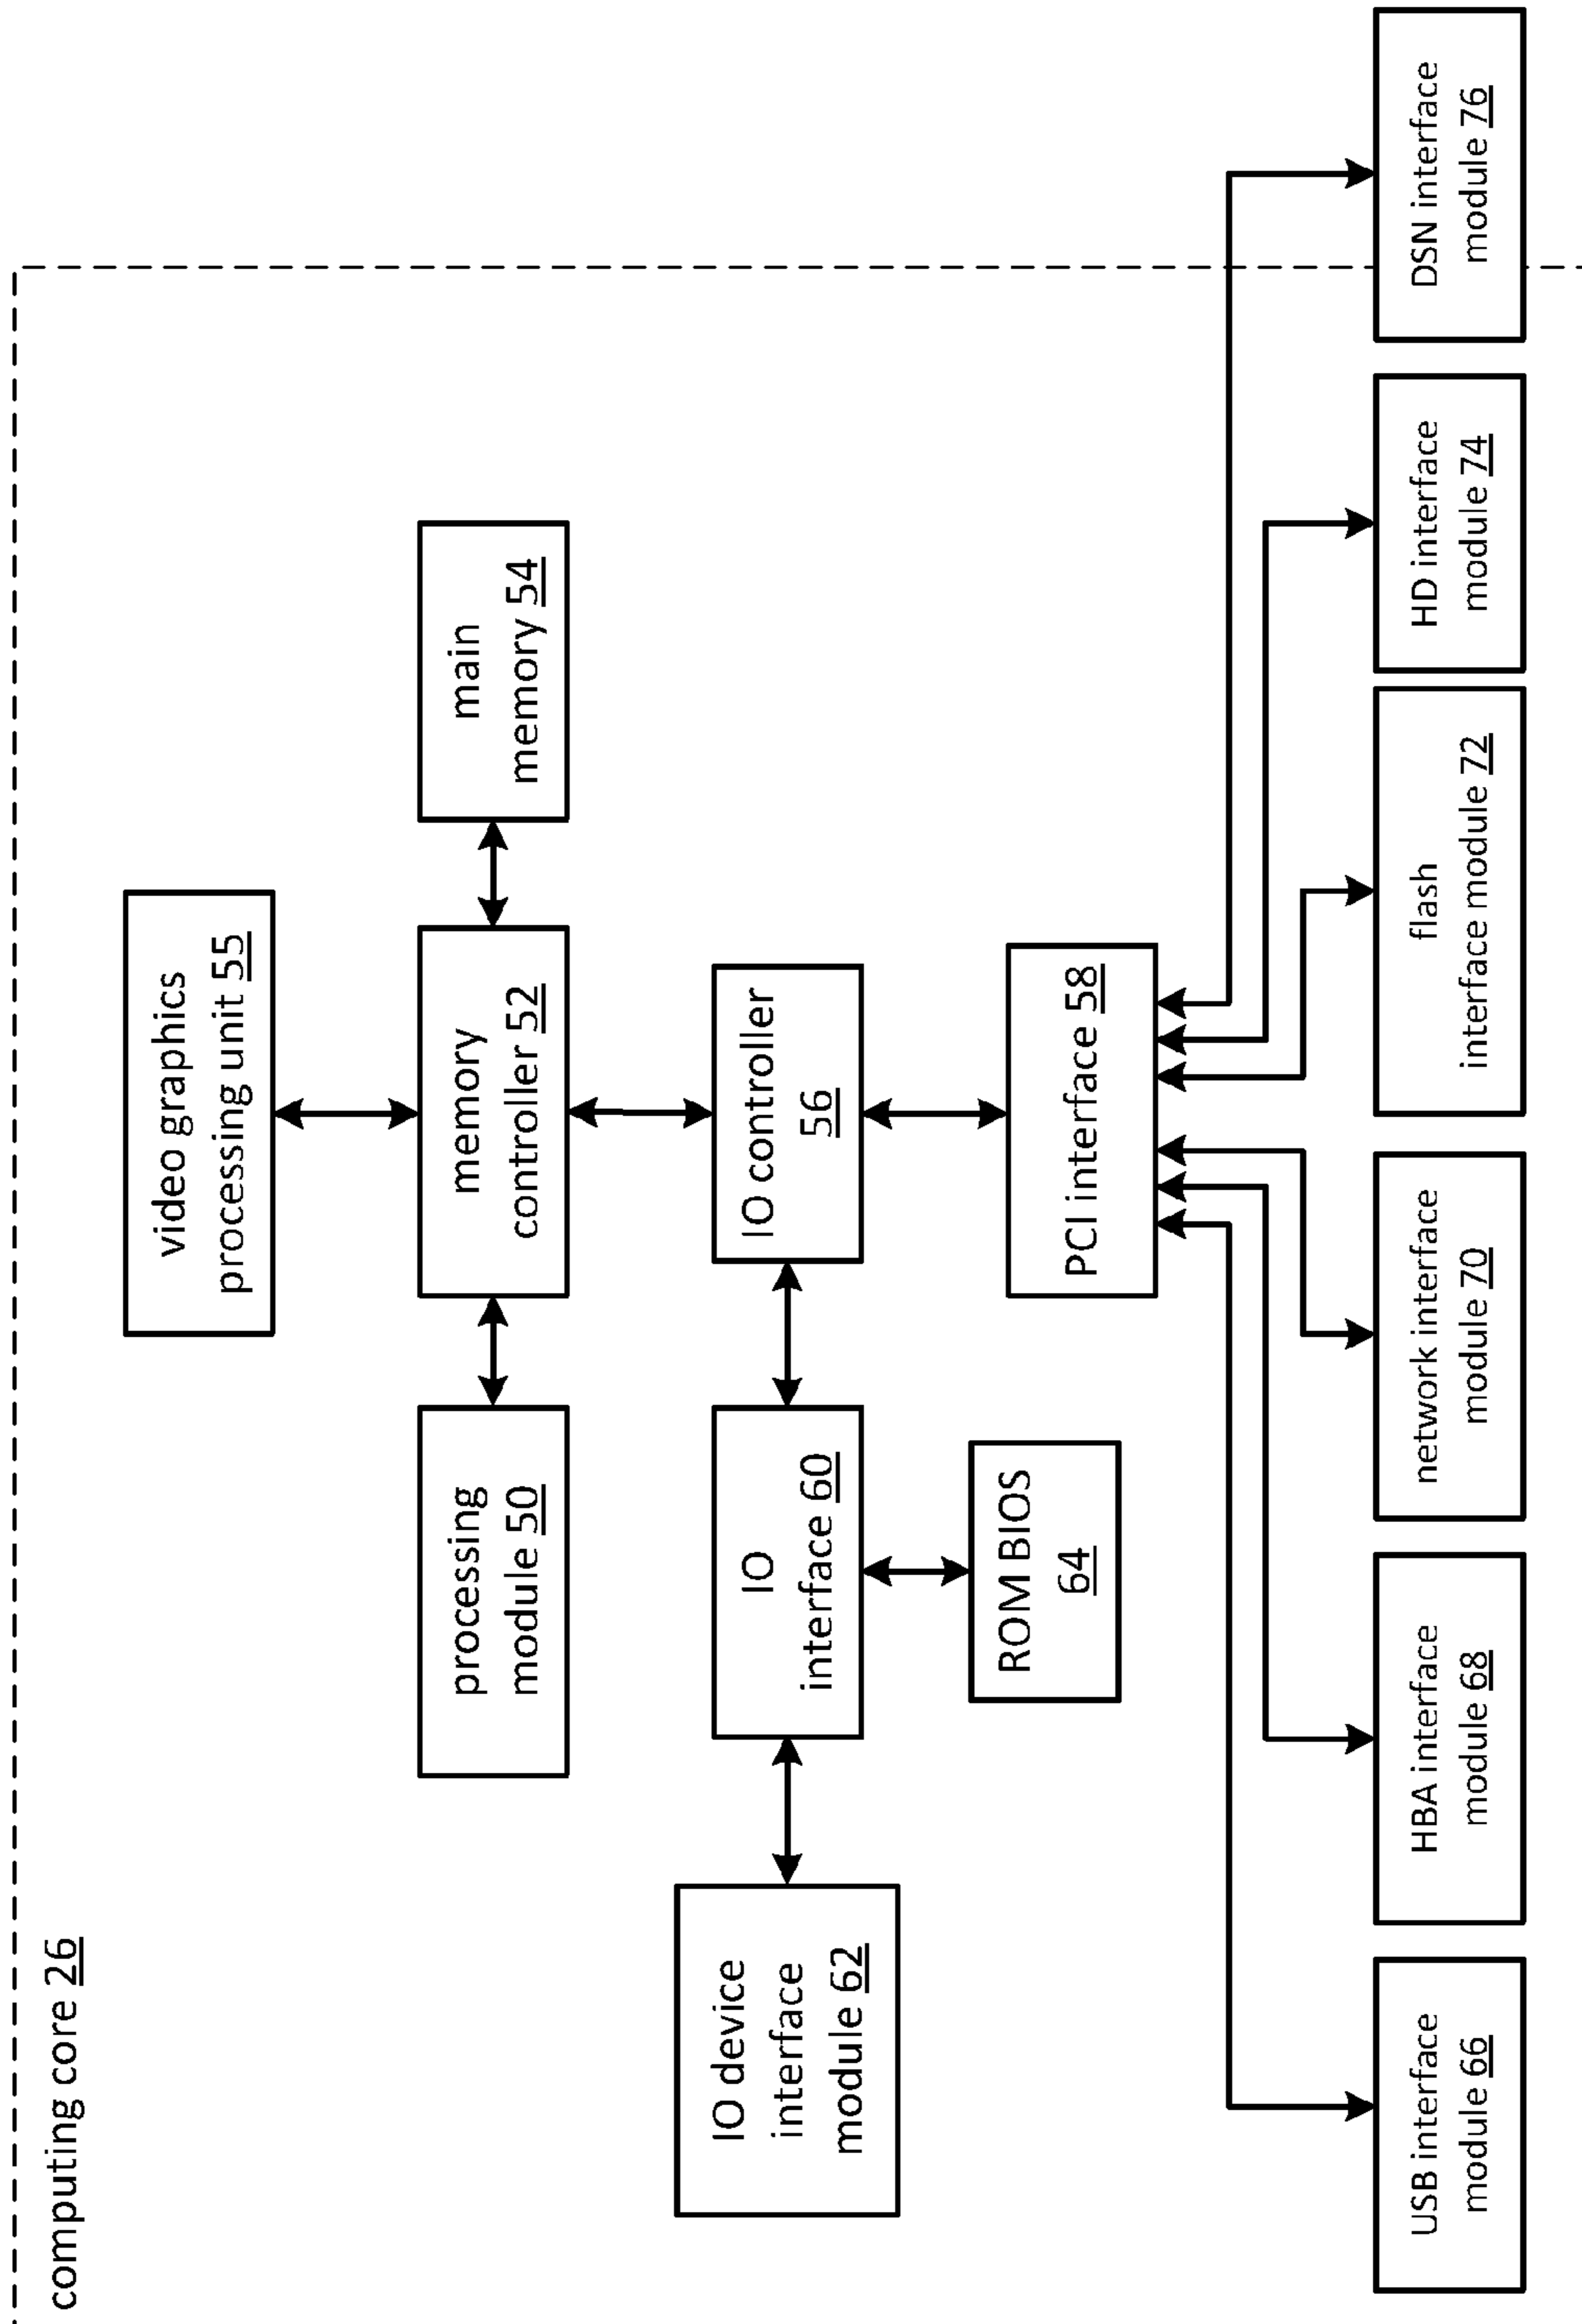 computing core 26
video graphics
processing unit 55
processing
module 50
memory
controller 52
main
memory 54
IO device
interface
module 62
IO
interface 60
IO controller
56
ROM BIOS
64
PCI interface 58
USB interface
module 66
HBA interface
module 68
network interface
module 70
flash
interface module 72
HD interface
module 74
DSN interface
module 76